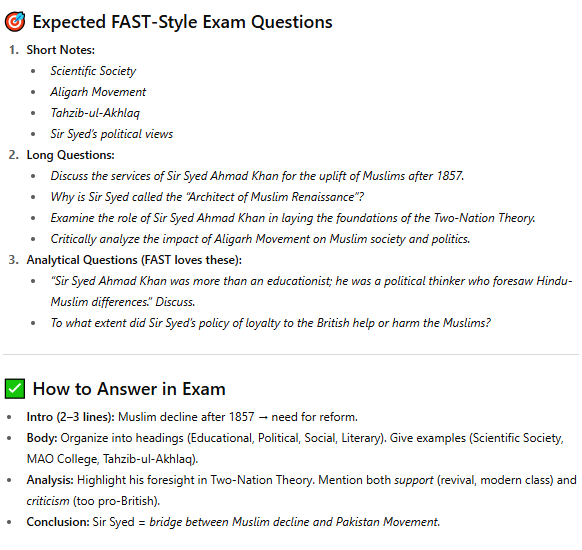 🎯 Expected FAST-Style Exam Questions
1. Short Notes:
• Scientific Society
• Aligarh Movement
• Tahzib-ul-Akhlaq
• Sir Syed's political views
2. Long Questions:
• Discuss the services of Sir Syed Ahmad Khan for the uplift of Muslims after 1857.
• Why is Sir Syed called the "Architect of Muslim Renaissance"?
• Examine the role of Sir Syed Ahmad Khan in laying the foundations of the Two-Nation Theory.
• Critically analyze the impact of Aligarh Movement on Muslim society and politics.
3. Analytical Questions (FAST loves these):
• "Sir Syed Ahmad Khan was more than an educationist; he was a political thinker who foresaw Hindu-
Muslim differences." Discuss.
• To what extent did Sir Syed's policy of loyalty to the British help or harm the Muslims?
✅ How to Answer in Exam
• Intro (2–3 lines): Muslim decline after 1857 → need for reform.
• Body: Organize into headings (Educational, Political, Social, Literary). Give examples (Scientific Society,
MAO College, Tahzib-ul-Akhlaq).
• Analysis: Highlight his foresight in Two-Nation Theory. Mention both support (revival, modern class) and
criticism (too pro-British).
• Conclusion: Sir Syed = bridge between Muslim decline and Pakistan Movement.